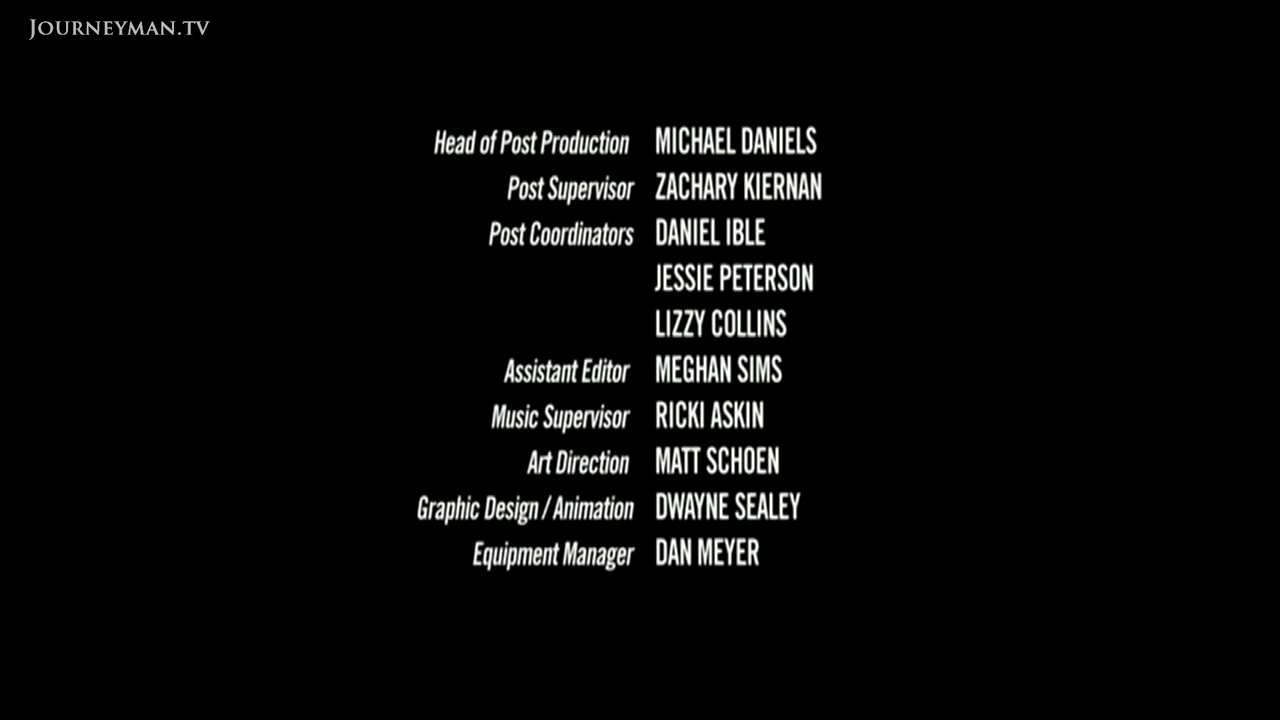 JOURNEYMAN.TV
Head of Post Production MICHAEL DANIELS
Post Supervisor ZACHARY KIERNAN
Post Coordinators DANIEL IBLE
JESSIE PETERSON
LIZZY COLLINS
Assistant Editor MEGHAN SIMS
Music Supervisor RICKI ASKIN
Art Direction MATT SCHOEN
Graphic Design / Animation DWAYNE SEALEY
Equipment Manager DAN MEYER